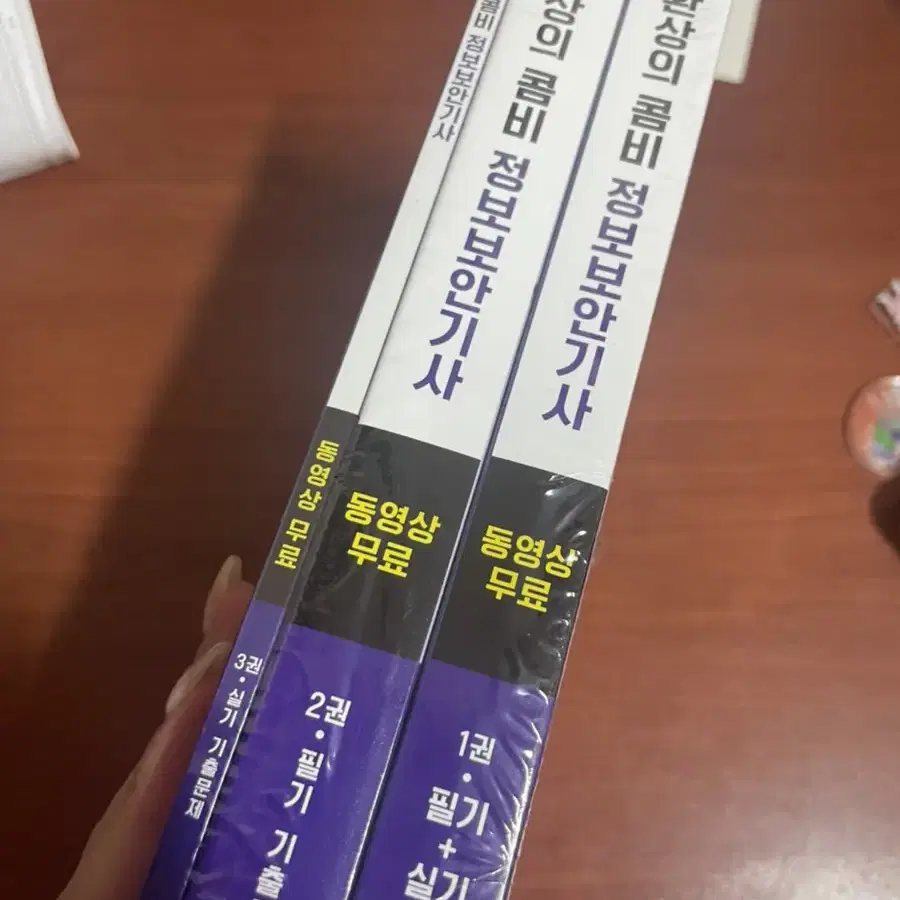 콤비 정보보안기사
동영상 무료
3권 · 실기 기출문제
상의 콤비 정보보안기사
동영상
무료
2권 · 필기 기출
환상의 콤비 정보보안기사
동영상
무료
1권 · 필기 + 실기